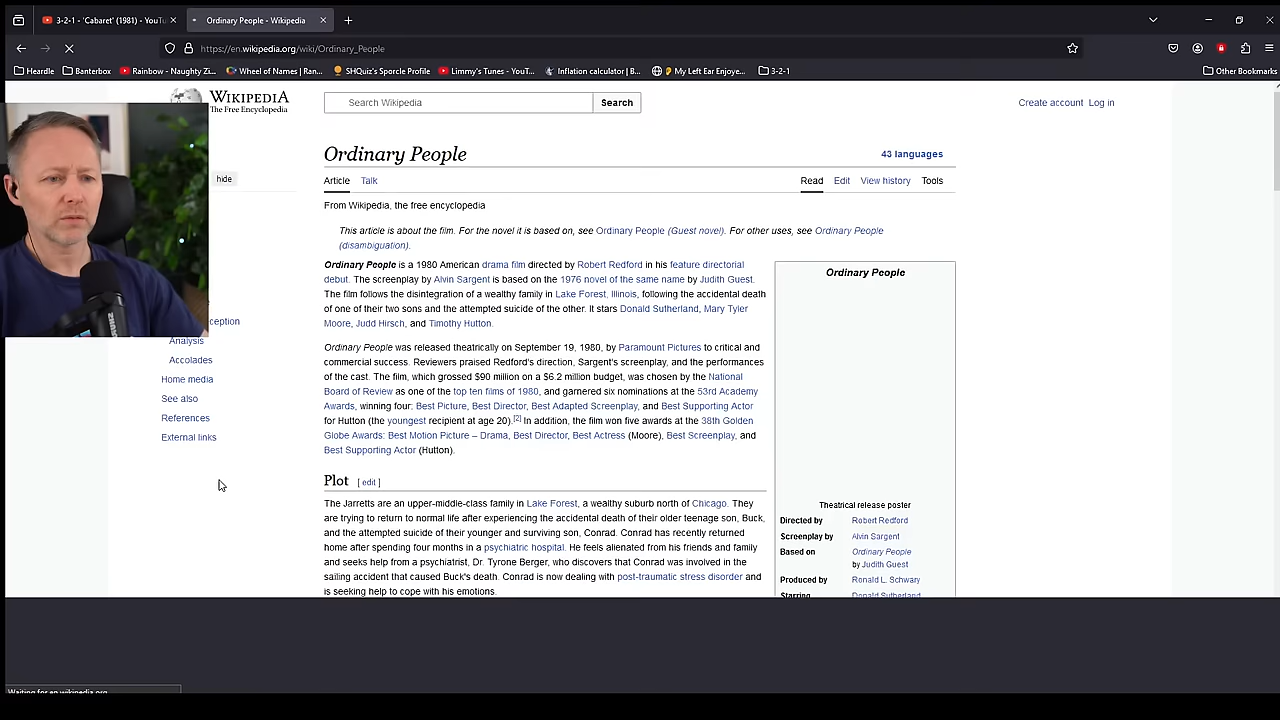 3-2-1 - 'Cabaret' (1981) - YouTu
Ordinary People - Wikipedia
https://en.wikipedia.org/wiki/Ordinary_People
Heardle
Banterbox
Rainbow - Naughty Zi...
Wheel of Names | Ran...
SHQuiz's Sporcle Profile
Limmy's Tunes - YouT...
Inflation calculator | B...
My Left Ear Enjoye...
3-2-1
Other Bookmarks
WIKIPEDIA
The Free Encyclopedia
Search Wikipedia
Search
Create account
Log in
Ordinary People
43 languages
hide
Article
Talk
Read
Edit
View history
Tools
From Wikipedia, the free encyclopedia
This article is about the film. For the novel it is based on, see Ordinary People (Guest novel). For other uses, see Ordinary People
(disambiguation).
Ordinary People is a 1980 American drama film directed by Robert Redford in his feature directorial
debut. The screenplay by Alvin Sargent is based on the 1976 novel of the same name by Judith Guest.
The film follows the disintegration of a wealthy family in Lake Forest, Illinois, following the accidental death
of one of their two sons and the attempted suicide of the other. It stars Donald Sutherland, Mary Tyler
Moore, Judd Hirsch, and Timothy Hutton.
Ordinary People was released theatrically on September 19, 1980, by Paramount Pictures to critical and
commercial success. Reviewers praised Redford's direction, Sargent's screenplay, and the performances
of the cast. The film, which grossed $90 million on a $6.2 million budget, was chosen by the National
Board of Review as one of the top ten films of 1980, and garnered six nominations at the 53rd Academy
Awards, winning four: Best Picture, Best Director, Best Adapted Screenplay, and Best Supporting Actor
for Hutton (the youngest recipient at age 20).[2] In addition, the film won five awards at the 38th Golden
Globe Awards: Best Motion Picture – Drama, Best Director, Best Actress (Moore), Best Screenplay, and
Best Supporting Actor (Hutton).
Plot [ edit ]
The Jarretts are an upper-middle-class family in Lake Forest, a wealthy suburb north of Chicago. They
are trying to return to normal life after experiencing the accidental death of their older teenage son, Buck,
and the attempted suicide of their younger and surviving son, Conrad. Conrad has recently returned
home after spending four months in a psychiatric hospital. He feels alienated from his friends and family
and seeks help from a psychiatrist, Dr. Tyrone Berger, who discovers that Conrad was involved in the
sailing accident that caused Buck's death. Conrad is now dealing with post-traumatic stress disorder and
is seeking help to cope with his emotions.
ception
Analysis
Accolades
Home media
See also
References
External links
Ordinary People
Theatrical release poster
Directed by Robert Redford
Screenplay by Alvin Sargent
Based on Ordinary People
by Judith Guest
Produced by Ronald L. Schwary
Starring Donald Sutherland
Waiting for en.wikipedia.org